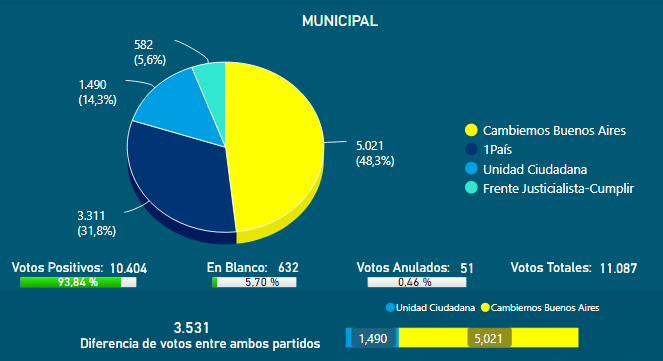 MUNICIPAL
582
(5,6%)
1.490
(14,3%)
5.021
(48,3%)
3.311
(31,8%)
Cambiemos Buenos Aires
1País
Unidad Ciudadana
Frente Justicialista-Cumplir
Votos Positivos: 10.404
93,84 %
En Blanco: 632
5,70 %
Votos Anulados: 51
0,46 %
Votos Totales: 11.087
3.531
Diferencia de votos entre ambos partidos
Unidad Ciudadana Cambiemos Buenos Aires
1,490 5,021